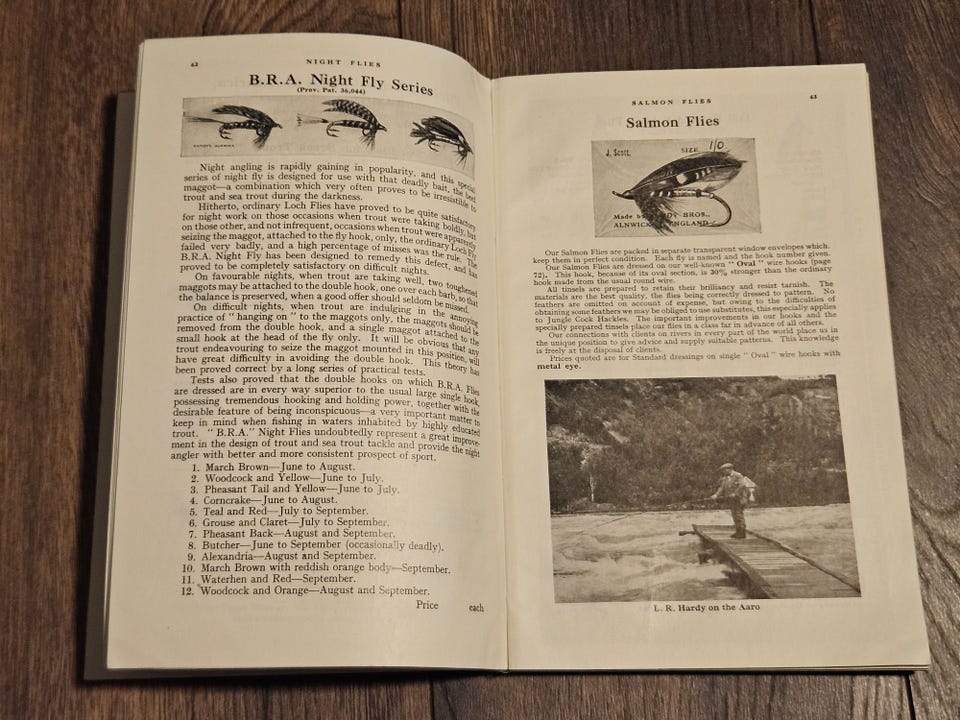 62
NIGHT FLIES
B.R.A. Night Fly Series
(Prov. Pat. 36,044)
Night angling is rapidly gaining in popularity, and this special
series of night fly is designed for use with that deadly bait, the
maggot—a combination which very often proves to be irresistible to
trout and sea trout during the darkness.
Hitherto, ordinary Loch Flies have proved to be quite satisfactory
for night work on those occasions when trout were taking boldly, but
on those other, and not infrequent, occasions when trout were apparently
seizing the maggot, attached to the fly hook, only, the ordinary Loch Fly
failed very badly, and a high percentage of misses was the rule. The
B.R.A. Night Fly has been designed to remedy this defect, and has
proved to be completely satisfactory on difficult nights.
On favourable nights, when trout are taking well, two toughened
maggots may be attached to the double hook, one over each barb, so that
the balance is preserved, when a good offer should seldom be missed.
On difficult nights, when trout are indulging in the annoying
practice of " hanging on " to the maggots only, the maggots should be
removed from the double hook, and a single maggot attached to the
small hook at the head of the fly only. It will be obvious that any
trout endeavouring to seize the maggot mounted in this position, will
have great difficulty in avoiding the double hook. This theory has
been proved correct by a long series of practical tests.
Tests also proved that the double hooks on which B.R.A. Flies
are dressed are in every way superior to the usual large single hook,
possessing tremendous hooking and holding power, together with the
desirable feature of being inconspicuous—a very important matter to
keep in mind when fishing in waters inhabited by highly educated
trout. " B.R.A." Night Flies undoubtedly represent a great improve-
ment in the design of trout and sea trout tackle and provide the night
angler with better and more consistent prospect of sport.
1. March Brown—June to August.
2. Woodcock and Yellow—June to July.
3. Pheasant Tail and Yellow—June to July.
4. Corncrake—June to August.
5. Teal and Red—July to September.
6. Grouse and Claret—July to September.
7. Pheasant Back—August and September.
8. Butcher—June to September (occasionally deadly).
9. Alexandria—August and September.
10. March Brown with reddish orange body—September.
11. Waterhen and Red—September.
12. Woodcock and Orange—August and September.
Price each
SALMON FLIES
63
Salmon Flies
J. Scott. SIZE 1/0
Made by HARDY BROS.,
ALNWICK ENGLAND
Our Salmon Flies are packed in separate transparent window envelopes which
keep them in perfect condition. Each fly is named and the hook number given.
Our Salmon Flies are dressed on our well-known " Oval " wire hooks (page
72). This hook, because of its oval section, is 30% stronger than the ordinary
hook made from the usual round wire.
All tinsels are prepared to retain their brilliancy and resist tarnish. The
materials are the best quality, the flies being correctly dressed to pattern. No
feathers are omitted on account of expense, but owing to the difficulties of
obtaining some feathers we may be obliged to use substitutes, this especially applies
to Jungle Cock Hackles. The important improvements in our hooks and the
specially prepared tinsels place our flies in a class far in advance of all others.
Our connections with clients on rivers in every part of the world place us in
the unique position to give advice and supply suitable patterns. This knowledge
is freely at the disposal of clients.
Prices quoted are for Standard dressings on single " Oval " wire hooks with
metal eye.
L. R. Hardy on the Aaro